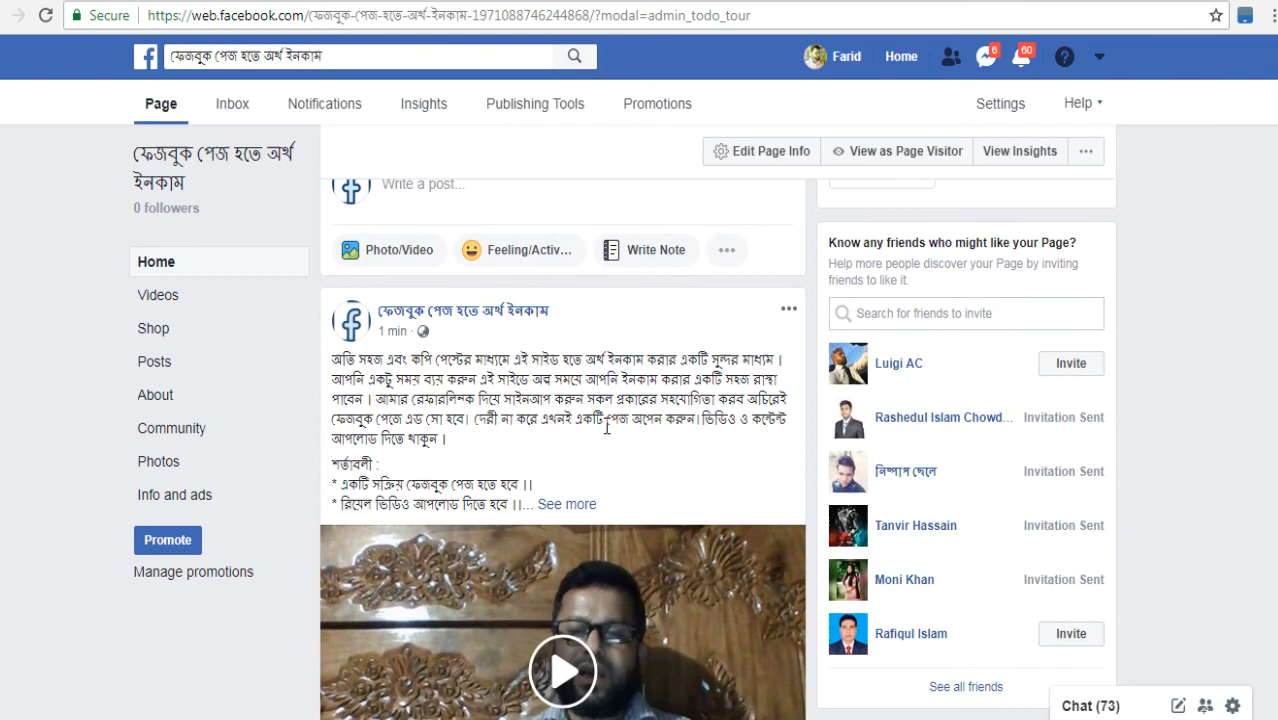 Secure
https://web.facebook.com/ফেজবুক-পেজ-হতে-অর্থ-ইনকাম-1971088746244868/?modal=admin_todo_tour
ফেজবুক পেজ হতে অর্থ ইনকাম
Farid
Home
6
60
Page
Inbox
Notifications
Insights
Publishing Tools
Promotions
Settings
Help
ফেজবুক পেজ হতে অর্থ
ইনকাম
0 followers
Home
Videos
Shop
Posts
About
Community
Photos
Info and ads
Promote
Manage promotions
Edit Page Info
View as Page Visitor
View Insights
Write a post...
Photo/Video
Feeling/Activ...
Write Note
ফেজবুক পেজ হতে অর্থ ইনকাম
1 min
অতি সহজ এবং কপি পেস্টের মাধ্যমে এই সাইড হতে অর্থ ইনকাম করার একটি সুন্দর মাধ্যম ।
আপনি একটু সময় ব্যয় করুন এই সাইডে অল্প সময়ে আপনি ইনকাম করার একটি সহজ রাস্থা
পাবেন । আমার রেফারলিঙ্ক দিয়ে সাইনআপ করুন সকল প্রকারের সহযোগিতা করব অচিরেই
ফেজবুক পেজে এড সো হবে। দেরী না করে এখনই একটি পেজ অপেন করুন। ভিডিও ও কন্টেন্ট
আপলোড দিতে থাকুন ।
শর্তাবলী :
* একটি সক্রিয় ফেজবুক পেজ হতে হবে ।।
* রিয়েল ভিডিও আপলোড দিতে হবে ।।... See more
Know any friends who might like your Page?
Help more people discover your Page by inviting
friends to like it.
Search for friends to invite
Luigi AC
Invite
Rashedul Islam Chowd...
Invitation Sent
নিষ্পাপ ছেলে
Invitation Sent
Tanvir Hassain
Invitation Sent
Moni Khan
Invitation Sent
Rafiqul Islam
Invite
See all friends
Chat (73)